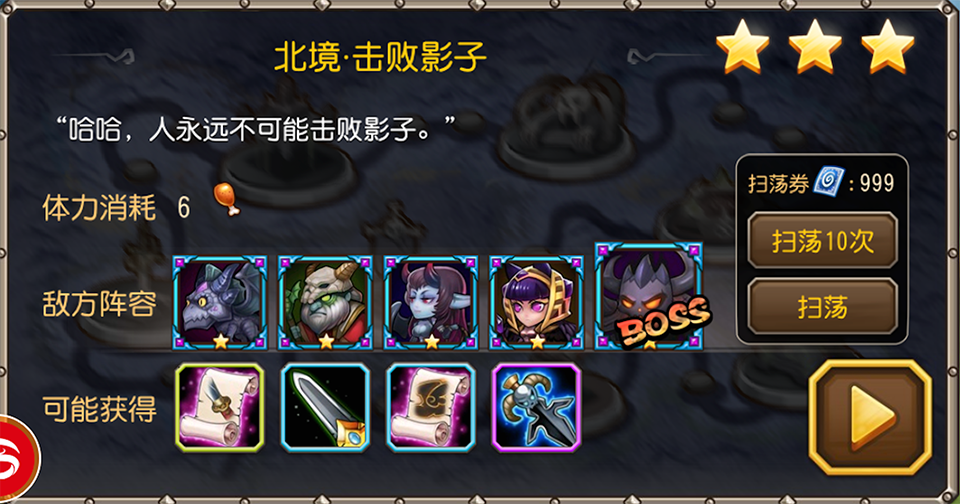 北境·击败影子
“哈哈，人永远不可能击败影子。”
体力消耗 6
扫荡券：999
扫荡10次
扫荡
敌方阵容
BOSS
可能获得